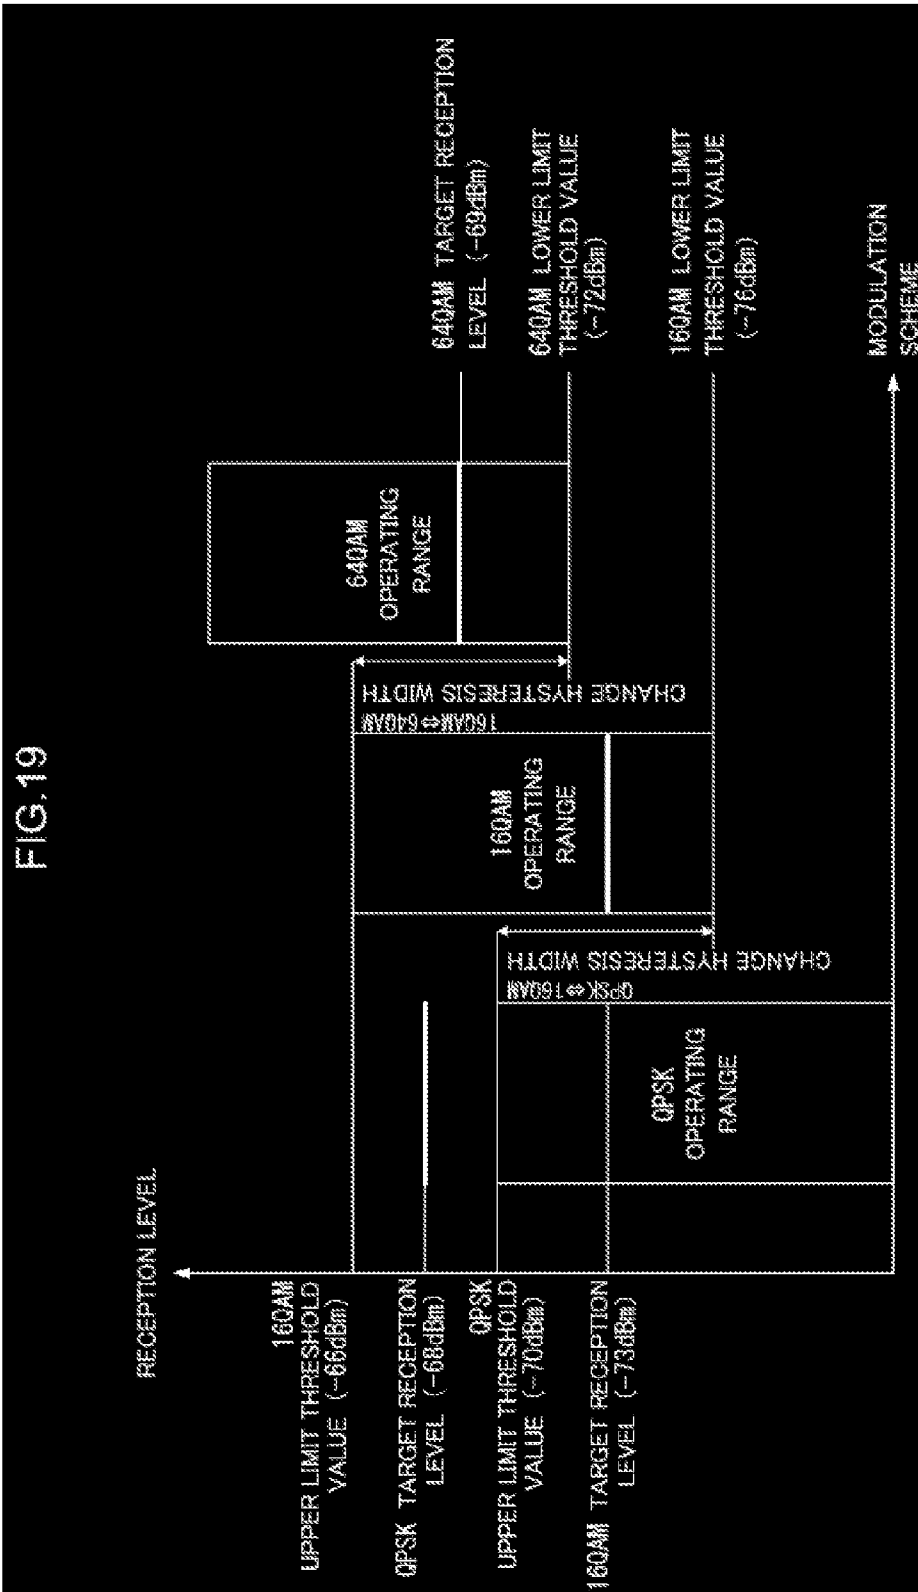 FIG.19
RECEPTION LEVEL
16QAM
UPPER LIMIT THRESHOLD
VALUE (-66dBm)
QPSK TARGET RECEPTION
LEVEL (-68dBm)
QPSK
UPPER LIMIT THRESHOLD
VALUE (-70dBm)
16QAM TARGET RECEPTION
LEVEL (-73dBm)
QPSK
OPERATING
RANGE
QPSK⇔16QAM
CHANGE HYSTERESIS WIDTH
16QAM
OPERATING
RANGE
16QAM⇔64QAM
CHANGE HYSTERESIS WIDTH
64QAM
OPERATING
RANGE
64QAM TARGET RECEPTION
LEVEL (-69dBm)
64QAM LOWER LIMIT
THRESHOLD VALUE
(-72dBm)
16QAM LOWER LIMIT
THRESHOLD VALUE
(-76dBm)
MODULATION
SCHEME